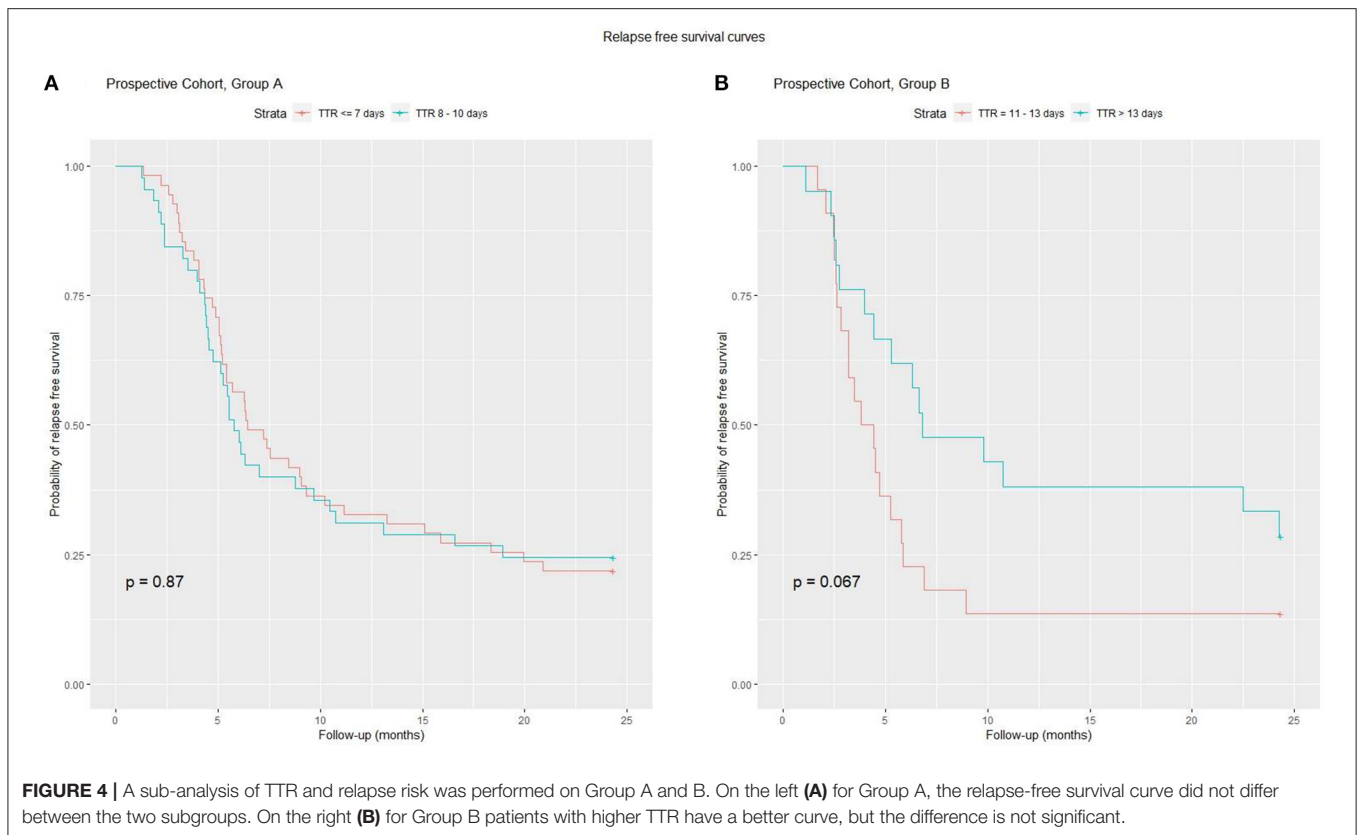 Relapse free survival curves
A
Prospective Cohort, Group A
Strata TTR <= 7 days TTR 8 - 10 days
Probability of relapse free survival
1.00
0.75
0.50
0.25
0.00
p = 0.87
0 5 10 15 20 25
Follow-up (months)
B
Prospective Cohort, Group B
Strata TTR = 11 - 13 days TTR > 13 days
Probability of relapse free survival
1.00
0.75
0.50
0.25
0.00
p = 0.067
0 5 10 15 20 25
Follow-up (months)
FIGURE 4 | A sub-analysis of TTR and relapse risk was performed on Group A and B. On the left (A) for Group A, the relapse-free survival curve did not differ
between the two subgroups. On the right (B) for Group B patients with higher TTR have a better curve, but the difference is not significant.